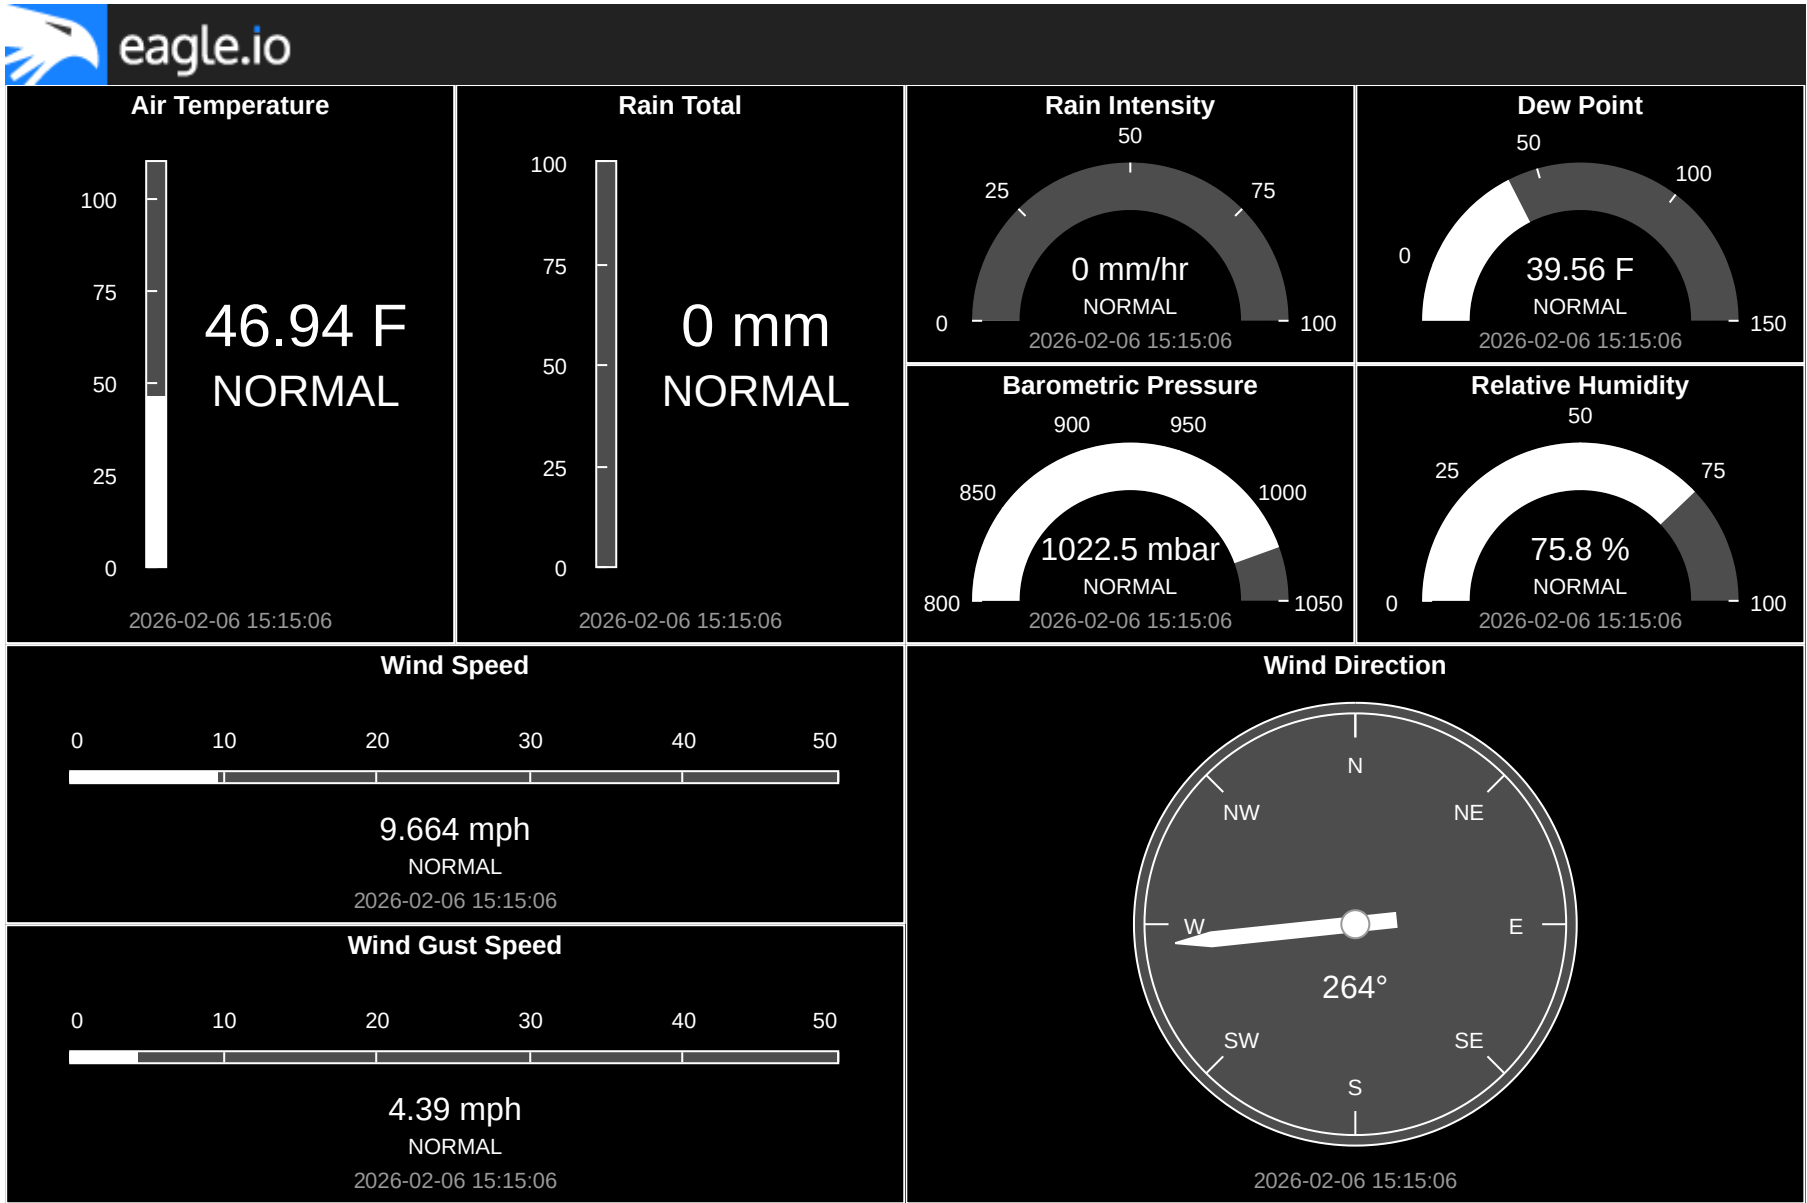 eagle.io
Air Temperature
100
75
50
25
0
46.94 F
NORMAL
2026-02-06 15:15:06
Rain Total
100
75
50
25
0
0 mm
NORMAL
2026-02-06 15:15:06
Rain Intensity
50
25
75
0
100
0 mm/hr
NORMAL
2026-02-06 15:15:06
Dew Point
50
100
0
150
39.56 F
NORMAL
2026-02-06 15:15:06
Barometric Pressure
900 950
850 1000
1022.5 mbar
NORMAL
800 1050
2026-02-06 15:15:06
Relative Humidity
50
25 75
75.8 %
NORMAL
0 100
2026-02-06 15:15:06
Wind Speed
0 10 20 30 40 50
9.664 mph
NORMAL
2026-02-06 15:15:06
Wind Gust Speed
0 10 20 30 40 50
4.39 mph
NORMAL
2026-02-06 15:15:06
Wind Direction
N
NW NE
W E
264°
SW SE
S
2026-02-06 15:15:06